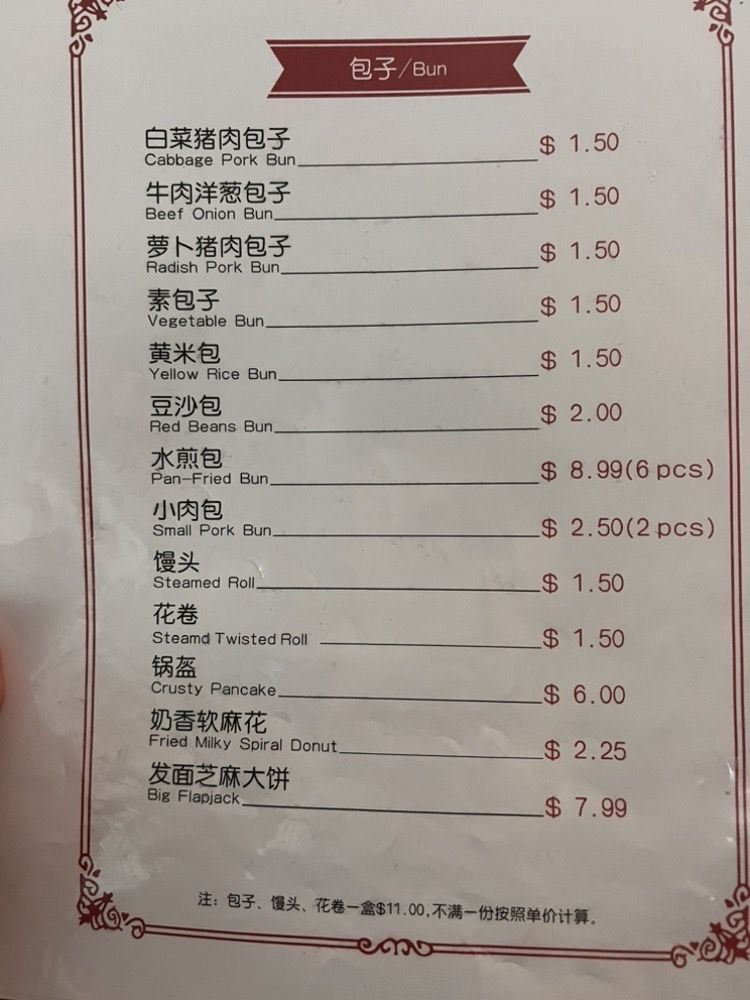 包子/Bun
白菜猪肉包子
Cabbage Pork Bun $ 1.50
牛肉洋葱包子
Beef Onion Bun $ 1.50
萝卜猪肉包子
Radish Pork Bun $ 1.50
素包子
Vegetable Bun $ 1.50
黄米包
Yellow Rice Bun $ 1.50
豆沙包
Red Beans Bun $ 2.00
水煎包
Pan-Fried Bun $ 8.99(6 pcs)
小肉包
Small Pork Bun $ 2.50(2 pcs)
馒头
Steamed Roll $ 1.50
花卷
Steamd Twisted Roll $ 1.50
锅盔
Crusty Pancake $ 6.00
奶香软麻花
Fried Milky Spiral Donut $ 2.25
发面芝麻大饼
Big Flapjack $ 7.99
注：包子、馒头、花卷一盒$11.00,不满一份按照单价计算。